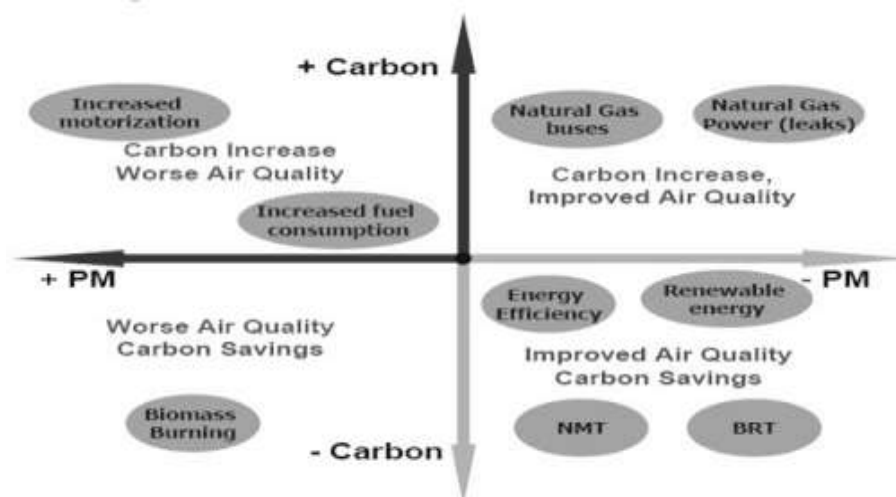 + Carbon
Increased
motorization
Carbon Increase
Worse Air Quality
Increased fuel
consumption
Natural Gas
buses
Natural Gas
Power (leaks)
Carbon Increase,
Improved Air Quality
+ PM
- PM
Worse Air Quality
Carbon Savings
Biomass
Burning
Energy
Efficiency
Renewable
energy
Improved Air Quality
Carbon Savings
NMT
BRT
- Carbon